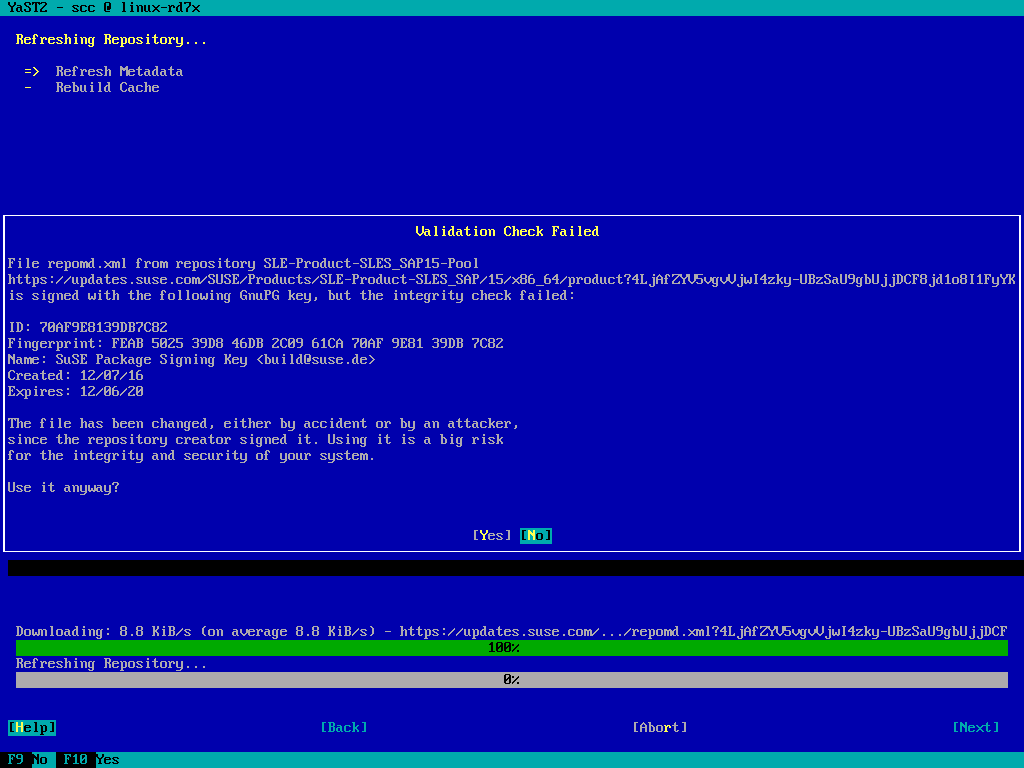 YaST2 - scc @ linux-rd7x
Refreshing Repository...
=> Refresh Metadata
- Rebuild Cache
Validation Check Failed
File repomd.xml from repository SLE-Product-SLES_SAP15-Pool
https://updates.suse.com/SUSE/Products/SLE-Product-SLES_SAP/15/x86_64/product?4LjAfZYV5vgvVJwI4zky-UBzSaU9gbUjjDCF8jd1o8I1FyYK
is signed with the following GnuPG key, but the integrity check failed:
ID: 70AF9E8139DB7C82
Fingerprint: FEAB 5025 39D8 46DB 2C09 61CA 70AF 9E81 39DB 7C82
Name: SuSE Package Signing Key <build@suse.de>
Created: 12/07/16
Expires: 12/06/20
The file has been changed, either by accident or by an attacker,
since the repository creator signed it. Using it is a big risk
for the integrity and security of your system.
Use it anyway?
[Yes] [No]
Downloading: 8.8 KiB/s (on average 8.8 KiB/s) - https://updates.suse.com/.../repomd.xml?4LjAfZYV5vgvVJwI4zky-UBzSaU9gbUjjDCF
100%
Refreshing Repository...
0%
[Help] [Back] [Abort] [Next]
F9 No F10 Yes